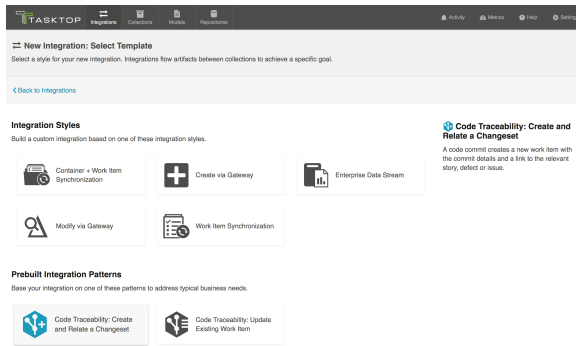 TASKTOP
Integrations
Collections
Models
Repositories
Activity
Metrics
Help
Setting
New Integration: Select Template
Select a style for your new integration. Integrations flow artifacts between collections to achieve a specific goal.
Back to Integrations
Integration Styles
Build a custom integration based on one of these integration styles.
Container + Work Item
Synchronization
Create via Gateway
Enterprise Data Stream
Modify via Gateway
Work Item Synchronization
Prebuilt Integration Patterns
Base your integration on one of these patterns to address typical business needs.
Code Traceability: Create
and Relate a Changeset
Code Traceability: Update
Existing Work Item
Code Traceability: Create and
Relate a Changeset
A code commit creates a new work item with
the commit details and a link to the relevant
story, defect or issue.